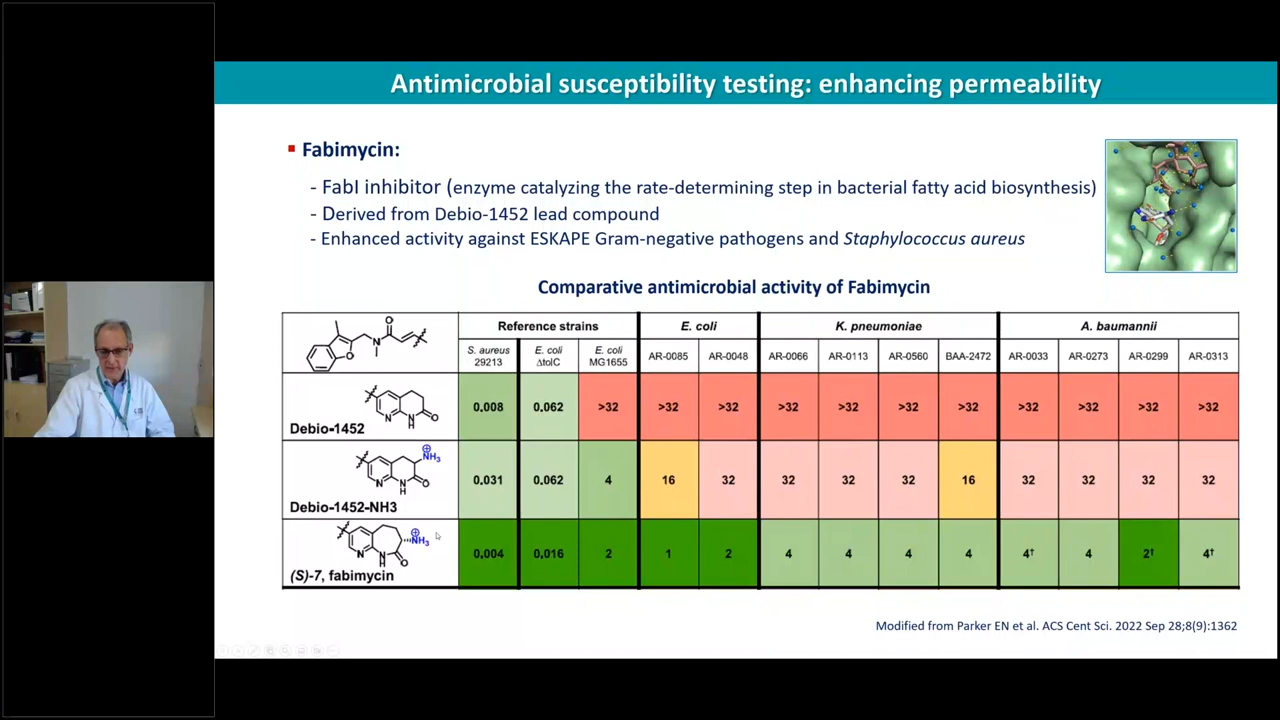 Antimicrobial susceptibility testing: enhancing permeability
▪ Fabimycin:
- FabI inhibitor (enzyme catalyzing the rate-determining step in bacterial fatty acid biosynthesis)
- Derived from Debio-1452 lead compound
- Enhanced activity against ESKAPE Gram-negative pathogens and Staphylococcus aureus
Comparative antimicrobial activity of Fabimycin
Reference strains E. coli K. pneumoniae A. baumannii
S. aureus 29213 E. coli ΔtolC E. coli MG1655 AR-0085 AR-0048 AR-0066 AR-0113 AR-0560 BAA-2472 AR-0033 AR-0273 AR-0299 AR-0313
O N O
N N H O
Debio-1452 0.008 0.062 >32 >32 >32 >32 >32 >32 >32 >32 >32 >32 >32
⊕ NH3 N N H O
Debio-1452-NH3 0.031 0.062 4 16 32 32 32 32 16 32 32 32 32
⊕ NH3 N N H O
(S)-7, fabimycin 0.004 0.016 2 1 2 4 4 4 4 4† 4 2† 4†
Modified from Parker EN et al. ACS Cent Sci. 2022 Sep 28;8(9):1362